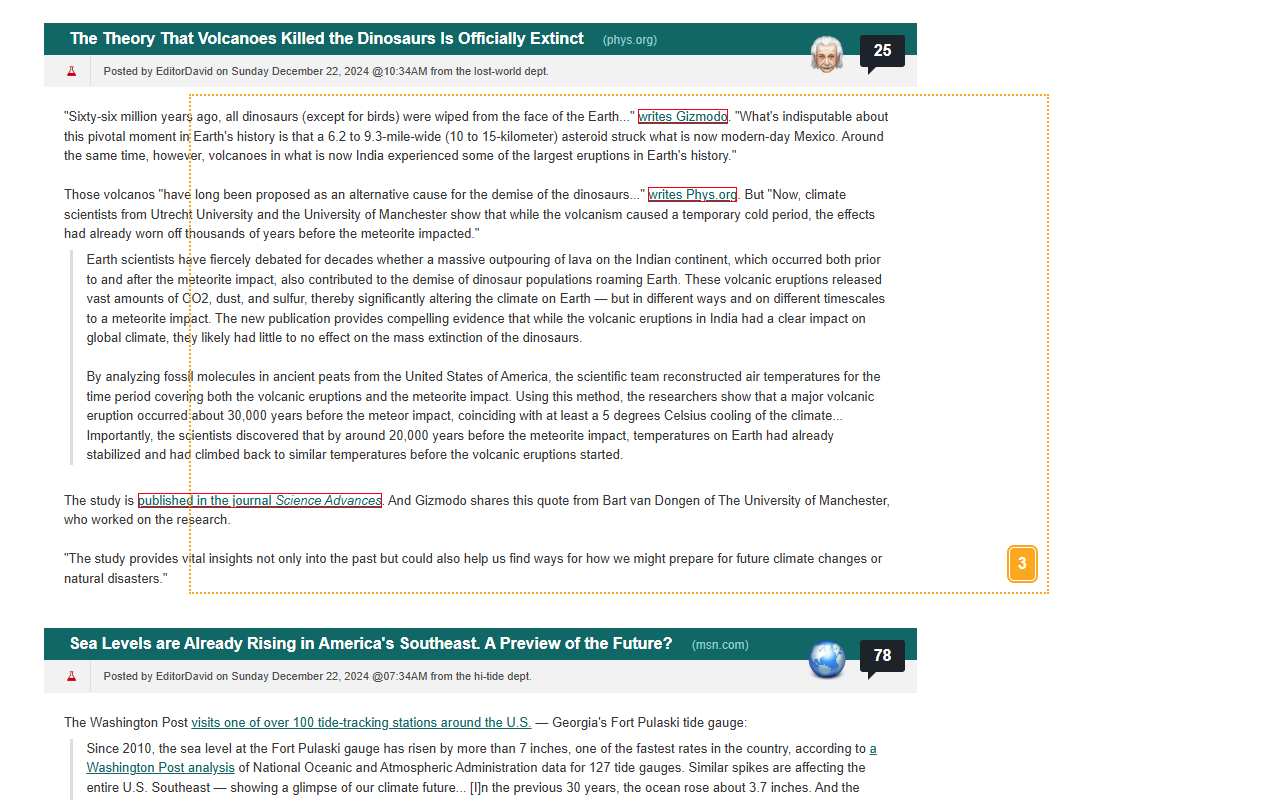 The Theory That Volcanoes Killed the Dinosaurs Is Officially Extinct (phys.org)
25
Posted by EditorDavid on Sunday December 22, 2024 @10:34AM from the lost-world dept.
"Sixty-six million years ago, all dinosaurs (except for birds) were wiped from the face of the Earth..." writes Gizmodo. "What's indisputable about
this pivotal moment in Earth's history is that a 6.2 to 9.3-mile-wide (10 to 15-kilometer) asteroid struck what is now modern-day Mexico. Around
the same time, however, volcanoes in what is now India experienced some of the largest eruptions in Earth's history."
Those volcanos "have long been proposed as an alternative cause for the demise of the dinosaurs..." writes Phys.org. But "Now, climate
scientists from Utrecht University and the University of Manchester show that while the volcanism caused a temporary cold period, the effects
had already worn off thousands of years before the meteorite impacted."
Earth scientists have fiercely debated for decades whether a massive outpouring of lava on the Indian continent, which occurred both prior
to and after the meteorite impact, also contributed to the demise of dinosaur populations roaming Earth. These volcanic eruptions released
vast amounts of CO2, dust, and sulfur, thereby significantly altering the climate on Earth — but in different ways and on different timescales
to a meteorite impact. The new publication provides compelling evidence that while the volcanic eruptions in India had a clear impact on
global climate, they likely had little to no effect on the mass extinction of the dinosaurs.
By analyzing fossil molecules in ancient peats from the United States of America, the scientific team reconstructed air temperatures for the
time period covering both the volcanic eruptions and the meteorite impact. Using this method, the researchers show that a major volcanic
eruption occurred about 30,000 years before the meteor impact, coinciding with at least a 5 degrees Celsius cooling of the climate...
Importantly, the scientists discovered that by around 20,000 years before the meteorite impact, temperatures on Earth had already
stabilized and had climbed back to similar temperatures before the volcanic eruptions started.
The study is published in the journal Science Advances. And Gizmodo shares this quote from Bart van Dongen of The University of Manchester,
who worked on the research.
"The study provides vital insights not only into the past but could also help us find ways for how we might prepare for future climate changes or
natural disasters."
3
Sea Levels are Already Rising in America's Southeast. A Preview of the Future? (msn.com)
78
Posted by EditorDavid on Sunday December 22, 2024 @07:34AM from the hi-tide dept.
The Washington Post visits one of over 100 tide-tracking stations around the U.S. — Georgia's Fort Pulaski tide gauge:
Since 2010, the sea level at the Fort Pulaski gauge has risen by more than 7 inches, one of the fastest rates in the country, according to a
Washington Post analysis of National Oceanic and Atmospheric Administration data for 127 tide gauges. Similar spikes are affecting the
entire U.S. Southeast — showing a glimpse of our climate future... [I]n the previous 30 years, the ocean rose about 3.7 inches. And the